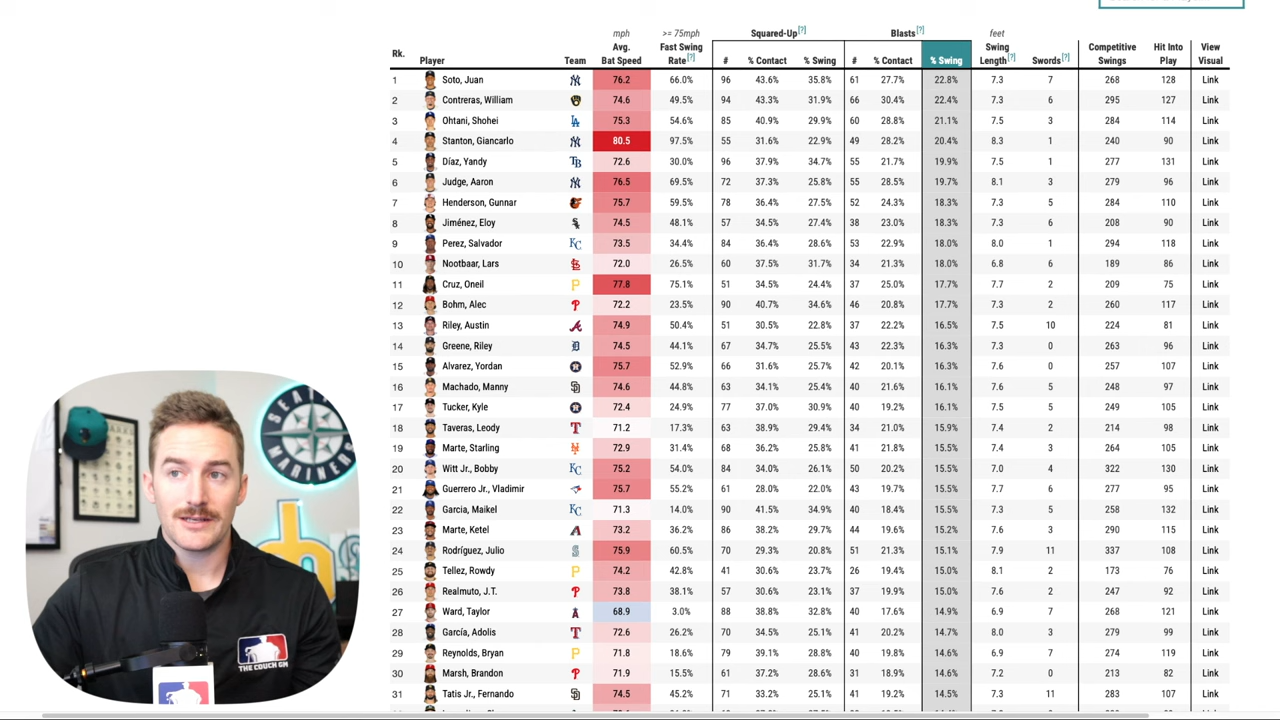 mph >= 75mph Squared-Up[?] Blasts[?] feet
Rk. Player Team Avg. Bat Speed Fast Swing Rate[?] # % Contact % Swing # % Contact % Swing Swing Length[?] Swords[?] Competitive Swings Hit Into Play View Visual
1 Soto, Juan 76.2 66.0% 96 43.6% 35.8% 61 27.7% 22.8% 7.3 7 268 128 Link
2 Contreras, William 74.6 49.5% 94 43.3% 31.9% 66 30.4% 22.4% 7.3 6 295 127 Link
3 Ohtani, Shohei LA 75.3 54.6% 85 40.9% 29.9% 60 28.8% 21.1% 7.5 3 284 114 Link
4 Stanton, Giancarlo 80.5 97.5% 55 31.6% 22.9% 49 28.2% 20.4% 8.3 1 240 90 Link
5 Díaz, Yandy TB 72.6 30.0% 96 37.9% 34.7% 55 21.7% 19.9% 7.5 1 277 131 Link
6 Judge, Aaron 76.5 69.5% 72 37.3% 25.8% 55 28.5% 19.7% 8.1 3 279 96 Link
7 Henderson, Gunnar 75.7 59.5% 78 36.4% 27.5% 52 24.3% 18.3% 7.3 5 284 110 Link
8 Jiménez, Eloy 74.5 48.1% 57 34.5% 27.4% 38 23.0% 18.3% 7.3 6 208 90 Link
9 Perez, Salvador KC 73.5 34.4% 84 36.4% 28.6% 53 22.9% 18.0% 8.0 1 294 118 Link
10 Nootbaar, Lars 72.0 26.5% 60 37.5% 31.7% 34 21.3% 18.0% 6.8 6 189 86 Link
11 Cruz, Oneil P 77.8 75.1% 51 34.5% 24.4% 37 25.0% 17.7% 7.7 2 209 75 Link
12 Bohm, Alec P 72.2 23.5% 90 40.7% 34.6% 46 20.8% 17.7% 7.3 2 260 117 Link
13 Riley, Austin 74.9 50.4% 51 30.5% 22.8% 37 22.2% 16.5% 7.5 10 224 81 Link
14 Greene, Riley 74.5 44.1% 67 34.7% 25.5% 43 22.3% 16.3% 7.3 0 263 96 Link
15 Alvarez, Yordan 75.7 52.9% 66 31.6% 25.7% 42 20.1% 16.3% 7.6 0 257 107 Link
16 Machado, Manny SD 74.6 44.8% 63 34.1% 25.4% 40 21.6% 16.1% 7.6 5 248 97 Link
17 Tucker, Kyle 72.4 24.9% 77 37.0% 30.9% 40 19.2% 16.1% 7.5 5 249 105 Link
18 Taveras, Leody T 71.2 17.3% 63 38.9% 29.4% 34 21.0% 15.9% 7.4 2 214 98 Link
19 Marte, Starling 72.9 31.4% 68 36.2% 25.8% 41 21.8% 15.5% 7.4 3 264 105 Link
20 Witt Jr., Bobby KC 75.2 54.0% 84 34.0% 26.1% 50 20.2% 15.5% 7.0 4 322 130 Link
21 Guerrero Jr., Vladimir 75.7 55.2% 61 28.0% 22.0% 43 19.7% 15.5% 7.7 6 277 95 Link
22 Garcia, Maikel KC 71.3 14.0% 90 41.5% 34.9% 40 18.4% 15.5% 7.3 5 258 132 Link
23 Marte, Ketel A 73.2 36.2% 86 38.2% 29.7% 44 19.6% 15.2% 7.6 3 290 115 Link
24 Rodríguez, Julio S 75.9 60.5% 70 29.3% 20.8% 51 21.3% 15.1% 7.9 11 337 108 Link
25 Tellez, Rowdy P 74.2 42.8% 41 30.6% 23.7% 26 19.4% 15.0% 8.1 2 173 76 Link
26 Realmuto, J.T. P 73.8 38.1% 57 30.6% 23.1% 37 19.9% 15.0% 7.6 2 247 92 Link
27 Ward, Taylor A 68.9 3.0% 88 38.8% 32.8% 40 17.6% 14.9% 6.9 7 268 121 Link
28 García, Adolis T 72.6 26.2% 70 34.5% 25.1% 41 20.2% 14.7% 8.0 3 279 99 Link
29 Reynolds, Bryan P 71.8 18.6% 79 39.1% 28.8% 40 19.8% 14.6% 6.9 7 274 119 Link
30 Marsh, Brandon P 71.9 15.5% 61 37.2% 28.6% 31 18.9% 14.6% 7.2 0 213 82 Link
31 Tatis Jr., Fernando SD 74.5 45.2% 71 33.2% 25.1% 41 19.2% 14.5% 7.3 11 283 107 Link
SEATTLE
MARINERS
THE COUCH GM